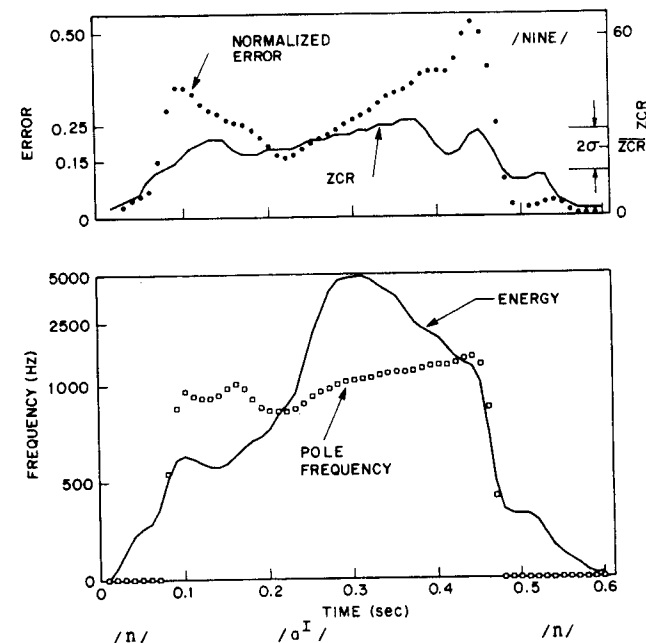 0.50
NORMALIZED
ERROR
/NINE/
60
ERROR
0.25
0.15
0
ZCR
2σ
ZCR
ZCR
0
5000
2500
1000
500
0
FREQUENCY (Hz)
ENERGY
POLE
FREQUENCY
0 0.1 0.2 0.3 0.4 0.5 0.6
TIME (sec)
/n/ /aᴵ/ /n/